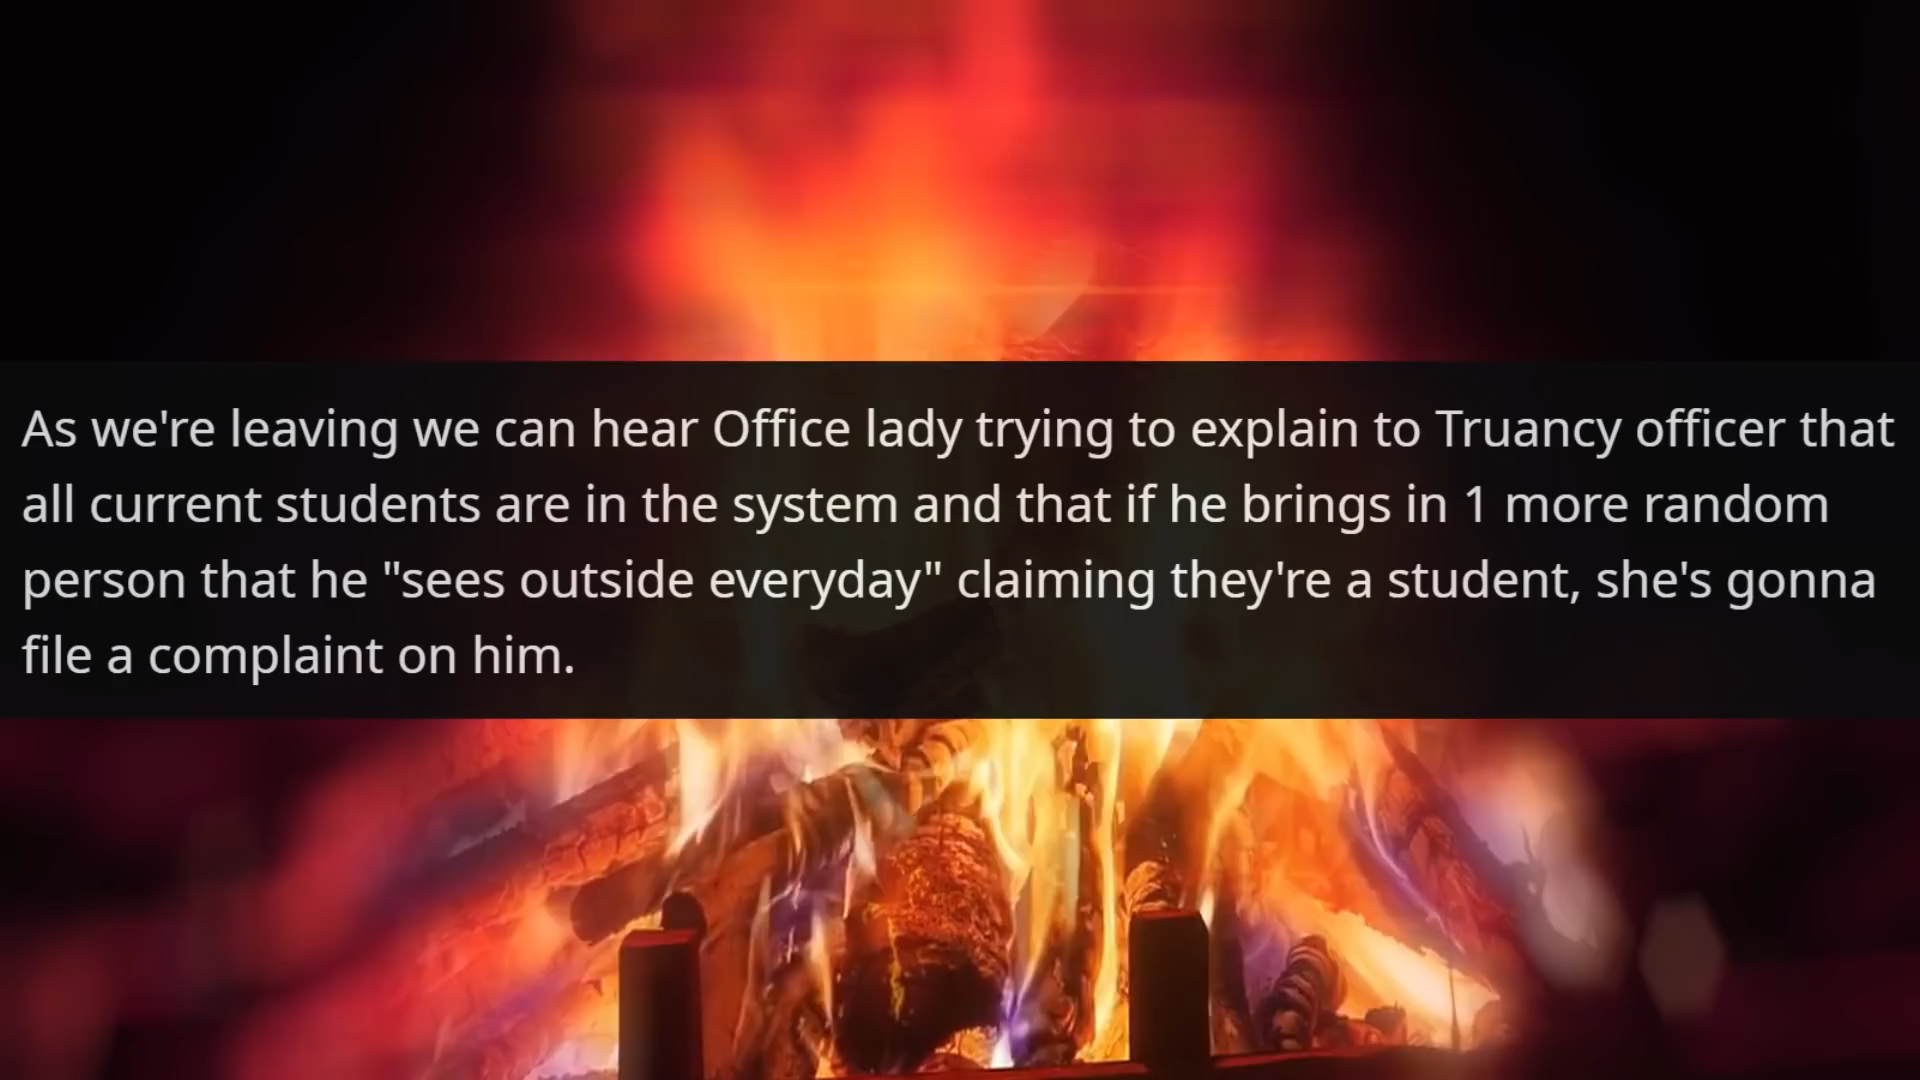 As we're leaving we can hear Office lady trying to explain to Truancy officer that
all current students are in the system and that if he brings in 1 more random
person that he "sees outside everyday" claiming they're a student, she's gonna
file a complaint on him.